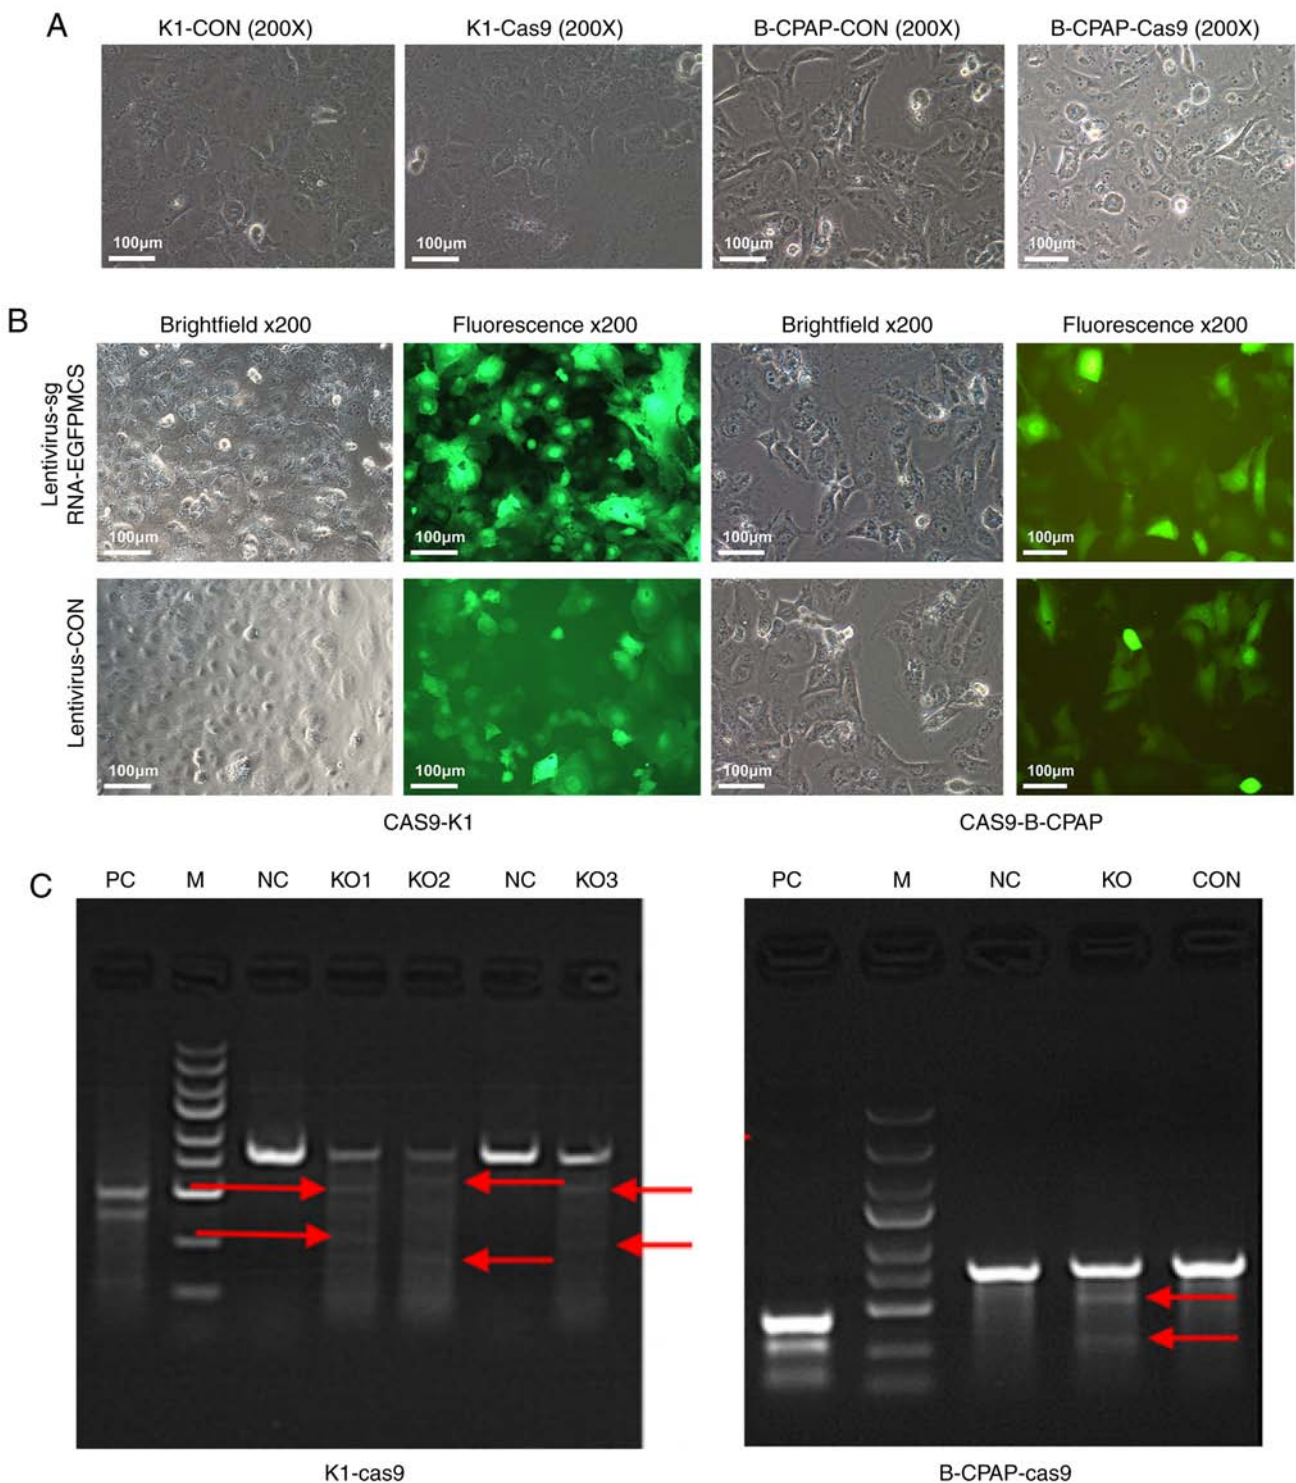 A
K1-CON (200X) K1-Cas9 (200X) B-CPAP-CON (200X) B-CPAP-Cas9 (200X)
100µm 100µm 100µm 100µm
B
Brightfield x200 Fluorescence x200 Brightfield x200 Fluorescence x200
Lentivirus-sg
RNA-EGFPMCS
100µm 100µm 100µm 100µm
Lentivirus-CON
100µm 100µm 100µm 100µm
CAS9-K1 CAS9-B-CPAP
C
PC M NC KO1 KO2 NC KO3 PC M NC KO CON
K1-cas9 B-CPAP-cas9